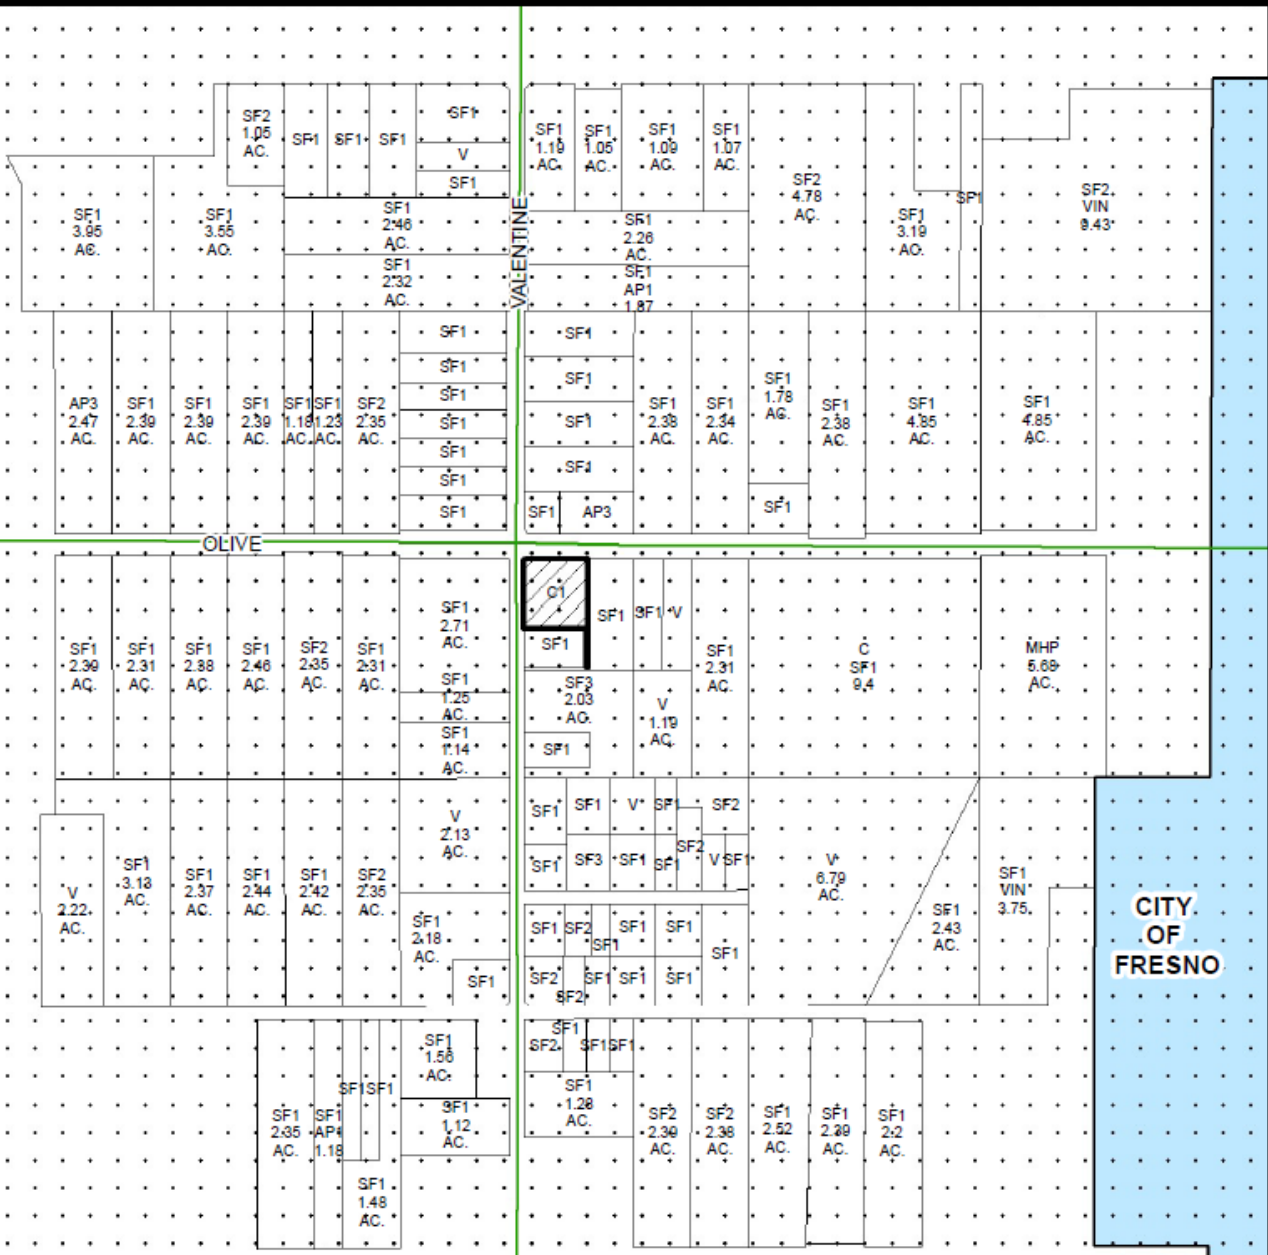 SF2
1.05
AC.
SF1
SF1
SF1
SF1
V
SF1
SF1
1.19
AC.
SF1
1.05
AC.
SF1
1.09
AC.
SF1
1.07
AC.
SF2
4.78
AC.
SF1
3.19
AC.
SF1
SF2
VIN
9.43
SF1
3.95
AC.
SF1
3.55
AC.
SF1
2.46
AC.
SF1
2.32
AC.
VALENTINE
SF1
2.26
AC.
SF1
AP1
1.87
AP3
2.47
AC.
SF1
2.39
AC.
SF1
2.39
AC.
SF1
2.39
AC.
SF1
1.18
AC.
SF1
1.23
AC.
SF2
2.35
AC.
SF1
SF1
SF1
SF1
SF1
SF1
SF1
SF1
SF1
SF1
SF1
SF1
AP3
SF1
2.38
AC.
SF1
2.34
AC.
SF1
1.78
AC.
SF1
SF1
2.38
AC.
SF1
4.85
AC.
SF1
4.85
AC.
OLIVE
SF1
2.39
AC.
SF1
2.31
AC.
SF1
2.38
AC.
SF1
2.46
AC.
SF2
2.35
AC.
SF1
2.31
AC.
SF1
2.71
AC.
SF1
1.25
AC.
SF1
1.14
AC.
C1
SF1
SF1
SF1
V
SF3
2.03
AC.
SF1
V
1.19
AC.
SF1
2.31
AC.
C
SF1
9.4
MHP
5.68
AC.
V
2.22
AC.
SF1
3.13
AC.
SF1
2.37
AC.
SF1
2.44
AC.
SF1
2.42
AC.
SF2
2.35
AC.
V
2.13
AC.
SF1
2.18
AC.
SF1
SF1
SF1
V
SF1
SF2
SF1
SF3
SF1
SF1
SF2
V
SF1
V
6.79
AC.
SF1
2.43
AC.
SF1
VIN
3.75
CITY
OF
FRESNO
SF1
SF2
SF1
SF1
SF1
SF1
SF2
SF2
SF1
SF1
SF1
SF1
2.35
AC.
SF1
AP1
1.18
SF1
SF1
SF1
1.48
AC.
SF1
1.56
AC.
SF1
1.12
AC.
SF1
SF2
SF1
SF1
SF1
1.28
AC.
SF2
2.39
AC.
SF2
2.38
AC.
SF1
2.52
AC.
SF1
2.39
AC.
SF1
2.2
AC.